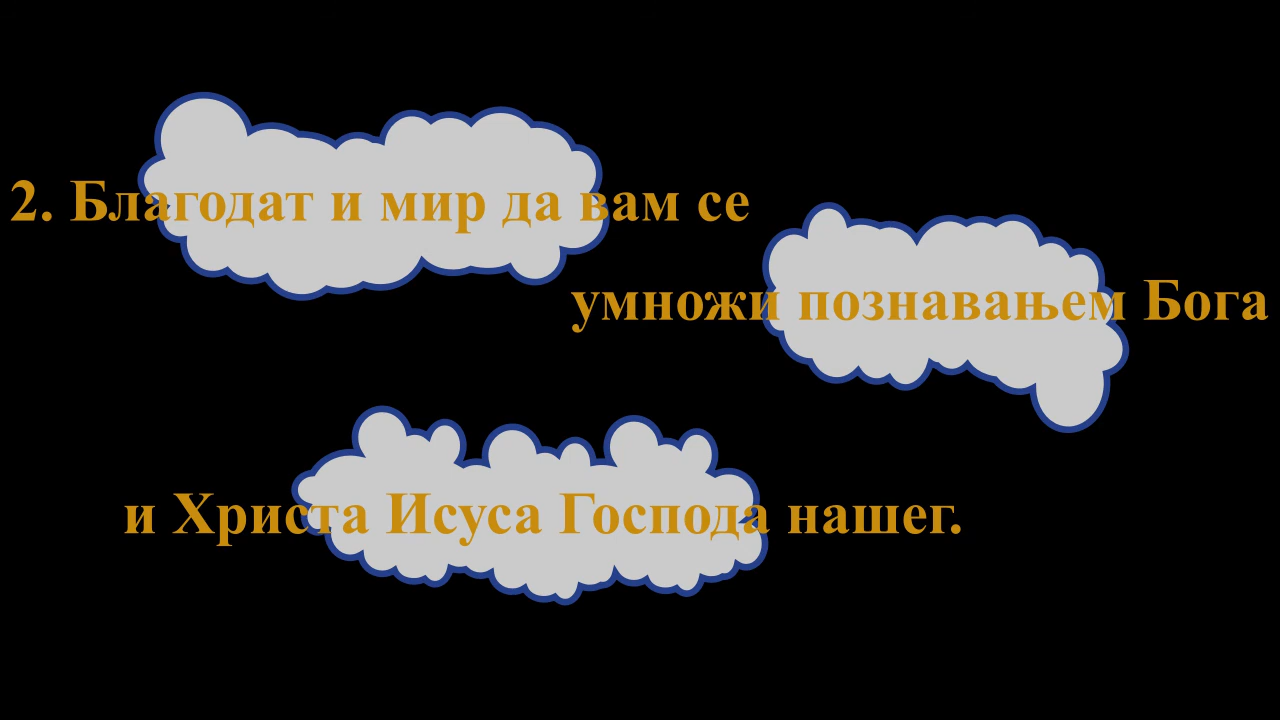 2. Благодат и мир да вам се
умножи познавањем Бога
и Христа Исуса Господа нашег.